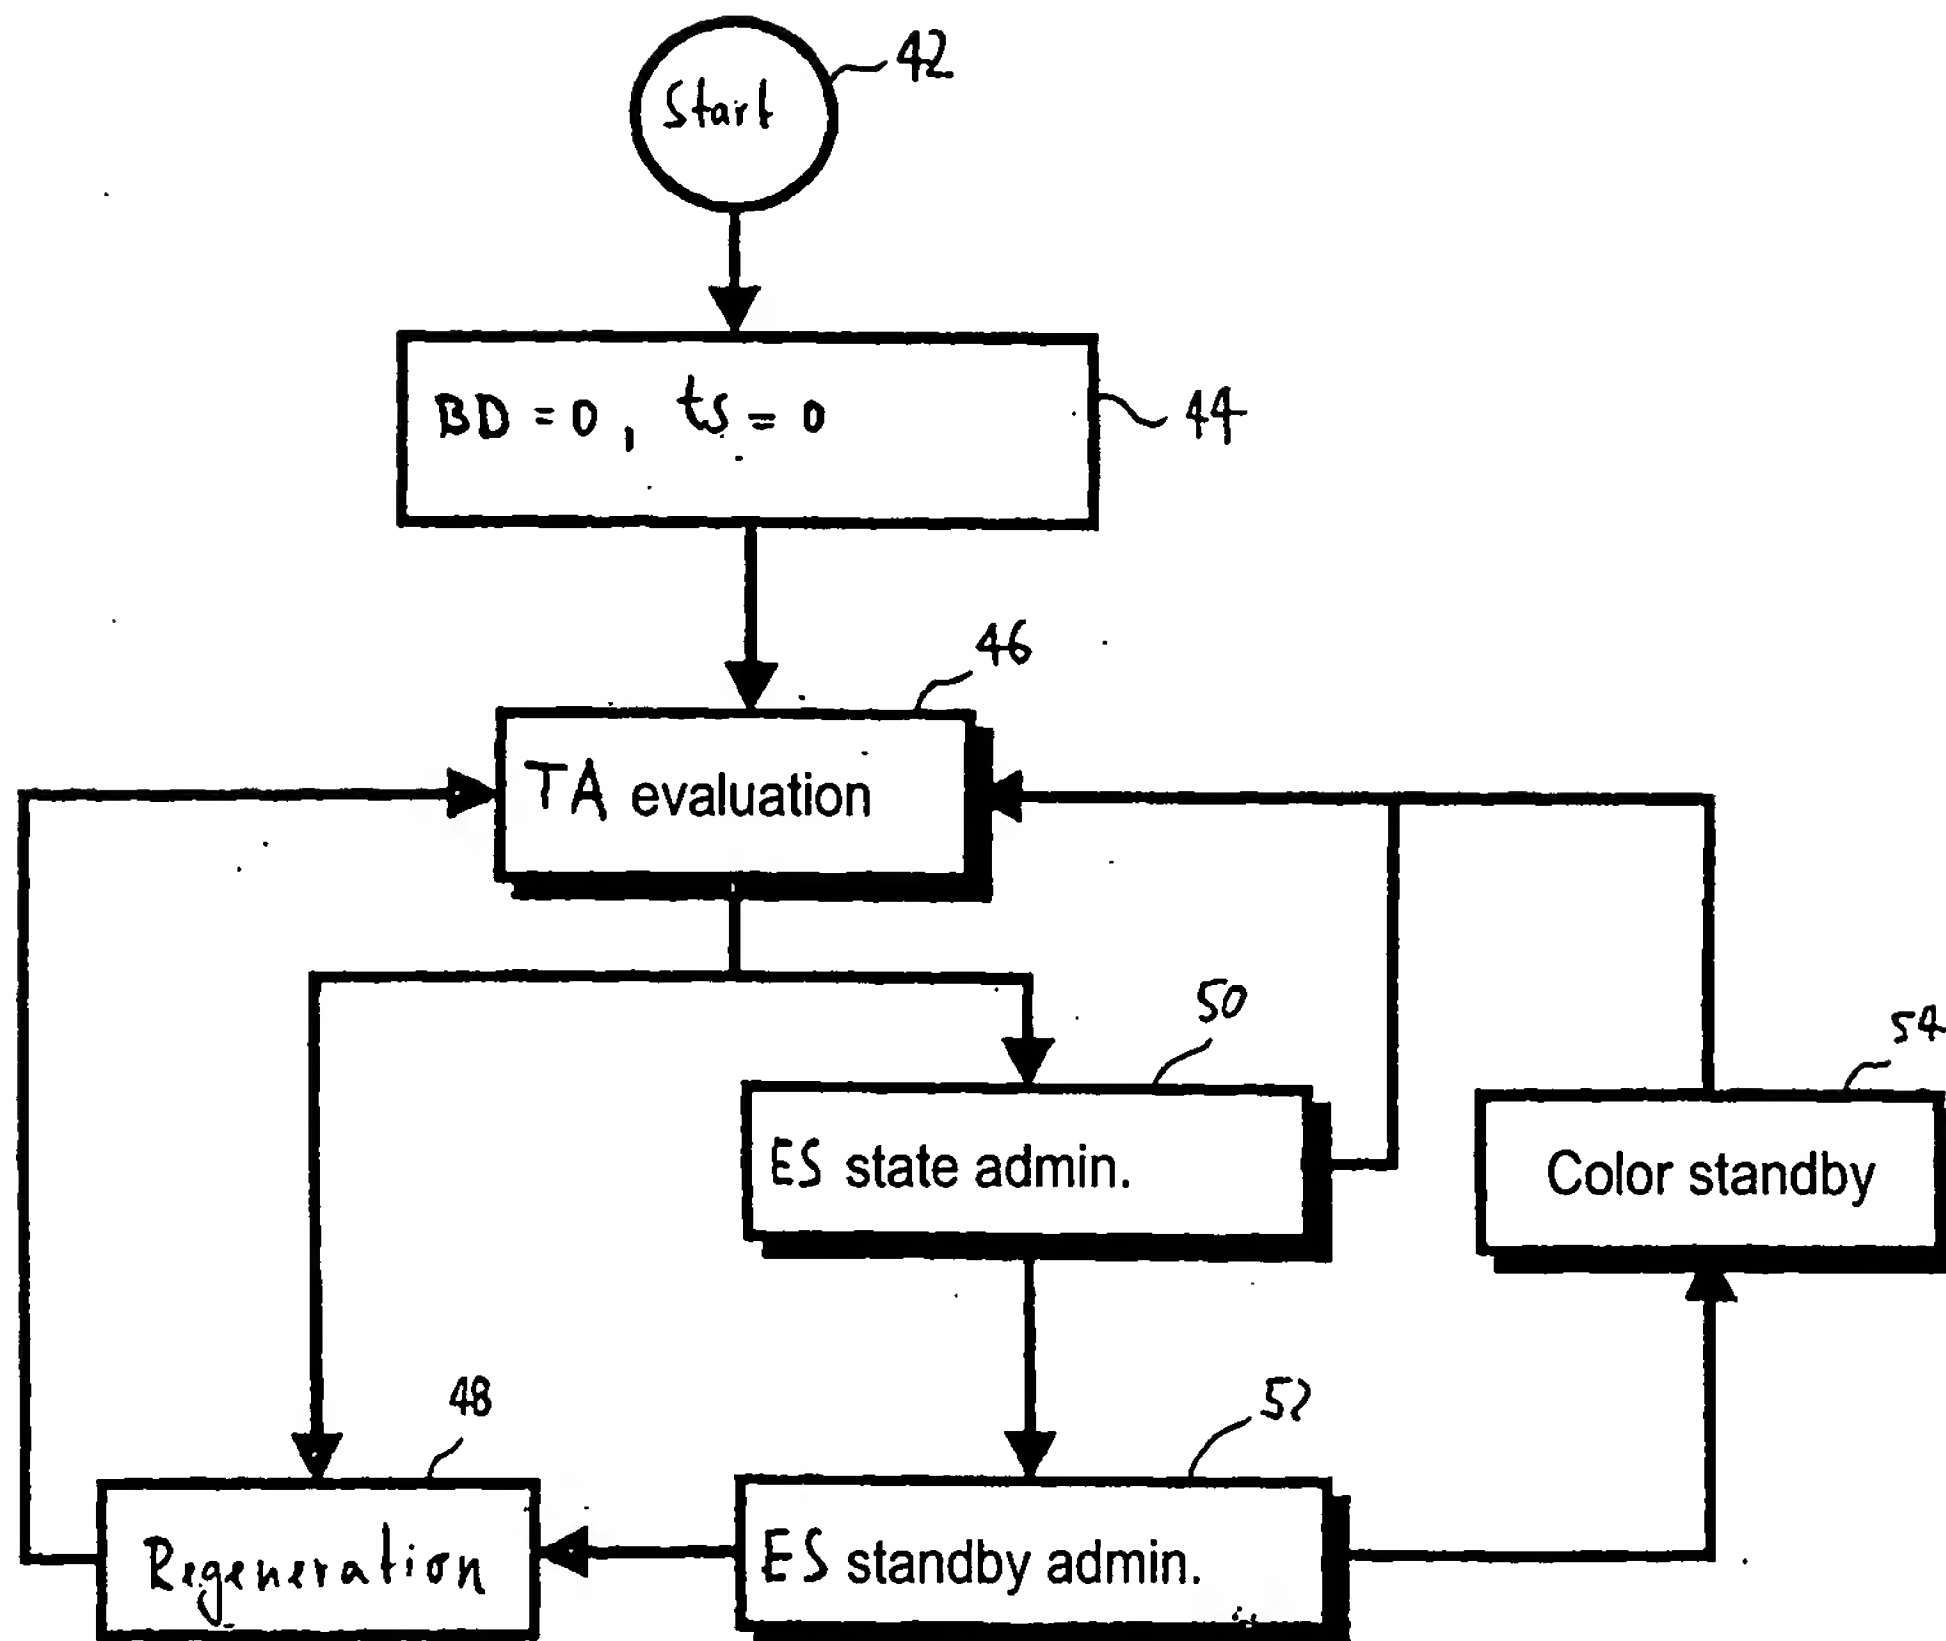 Start
42
BD = 0, ts = 0
44
46
TA evaluation
50
54
ES state admin.
Color standby
48
52
Regeneration
ES standby admin.